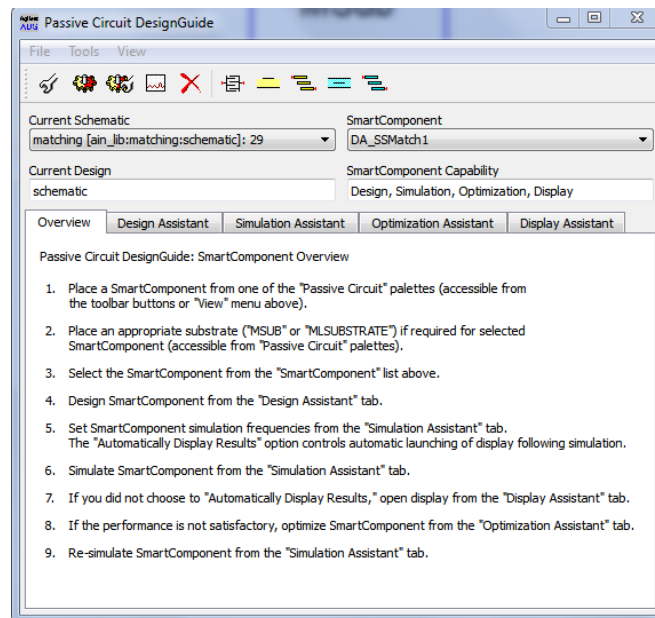 Agilent
ADS
Passive Circuit DesignGuide
File Tools View
Current Schematic
SmartComponent
matching [ain_lib:matching:schematic]: 29
DA_SSMatch1
Current Design
SmartComponent Capability
schematic
Design, Simulation, Optimization, Display
Overview
Design Assistant
Simulation Assistant
Optimization Assistant
Display Assistant
Passive Circuit DesignGuide: SmartComponent Overview
1. Place a SmartComponent from one of the "Passive Circuit" palettes (accessible from
the toolbar buttons or "View" menu above).
2. Place an appropriate substrate ("MSUB" or "MLSUBSTRATE") if required for selected
SmartComponent (accessible from "Passive Circuit" palettes).
3. Select the SmartComponent from the "SmartComponent" list above.
4. Design SmartComponent from the "Design Assistant" tab.
5. Set SmartComponent simulation frequencies from the "Simulation Assistant" tab.
The "Automatically Display Results" option controls automatic launching of display following simulation.
6. Simulate SmartComponent from the "Simulation Assistant" tab.
7. If you did not choose to "Automatically Display Results," open display from the "Display Assistant" tab.
8. If the performance is not satisfactory, optimize SmartComponent from the "Optimization Assistant" tab.
9. Re-simulate SmartComponent from the "Simulation Assistant" tab.